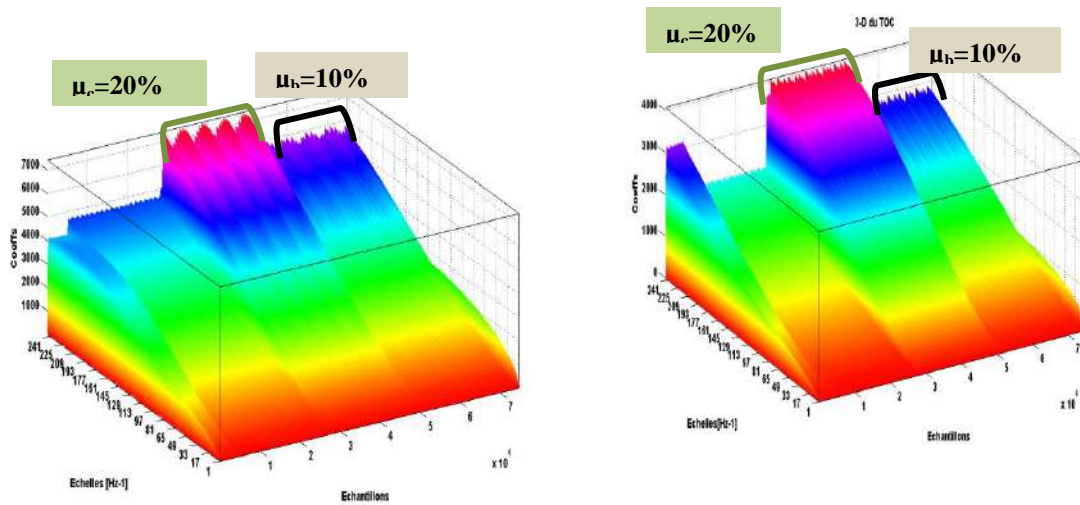 μc=20%
μb=10%
7000
6000
5000
4000
3000
2000
1000
Coeffs
241
225
209
193
177
161
145
129
113
97
81
65
49
33
17
1
1 2 3 4 5 6 7
x 10
Echelles [Hz-1]
Echantillons
3-D du TOC
μc=20%
μb=10%
4000
3000
2000
1000
0
Coeffs
241
225
209
193
177
161
145
129
113
97
81
65
49
33
17
1
1 2 3 4 5 6 7
x 10
Echelles[Hz-1]
Echantillons